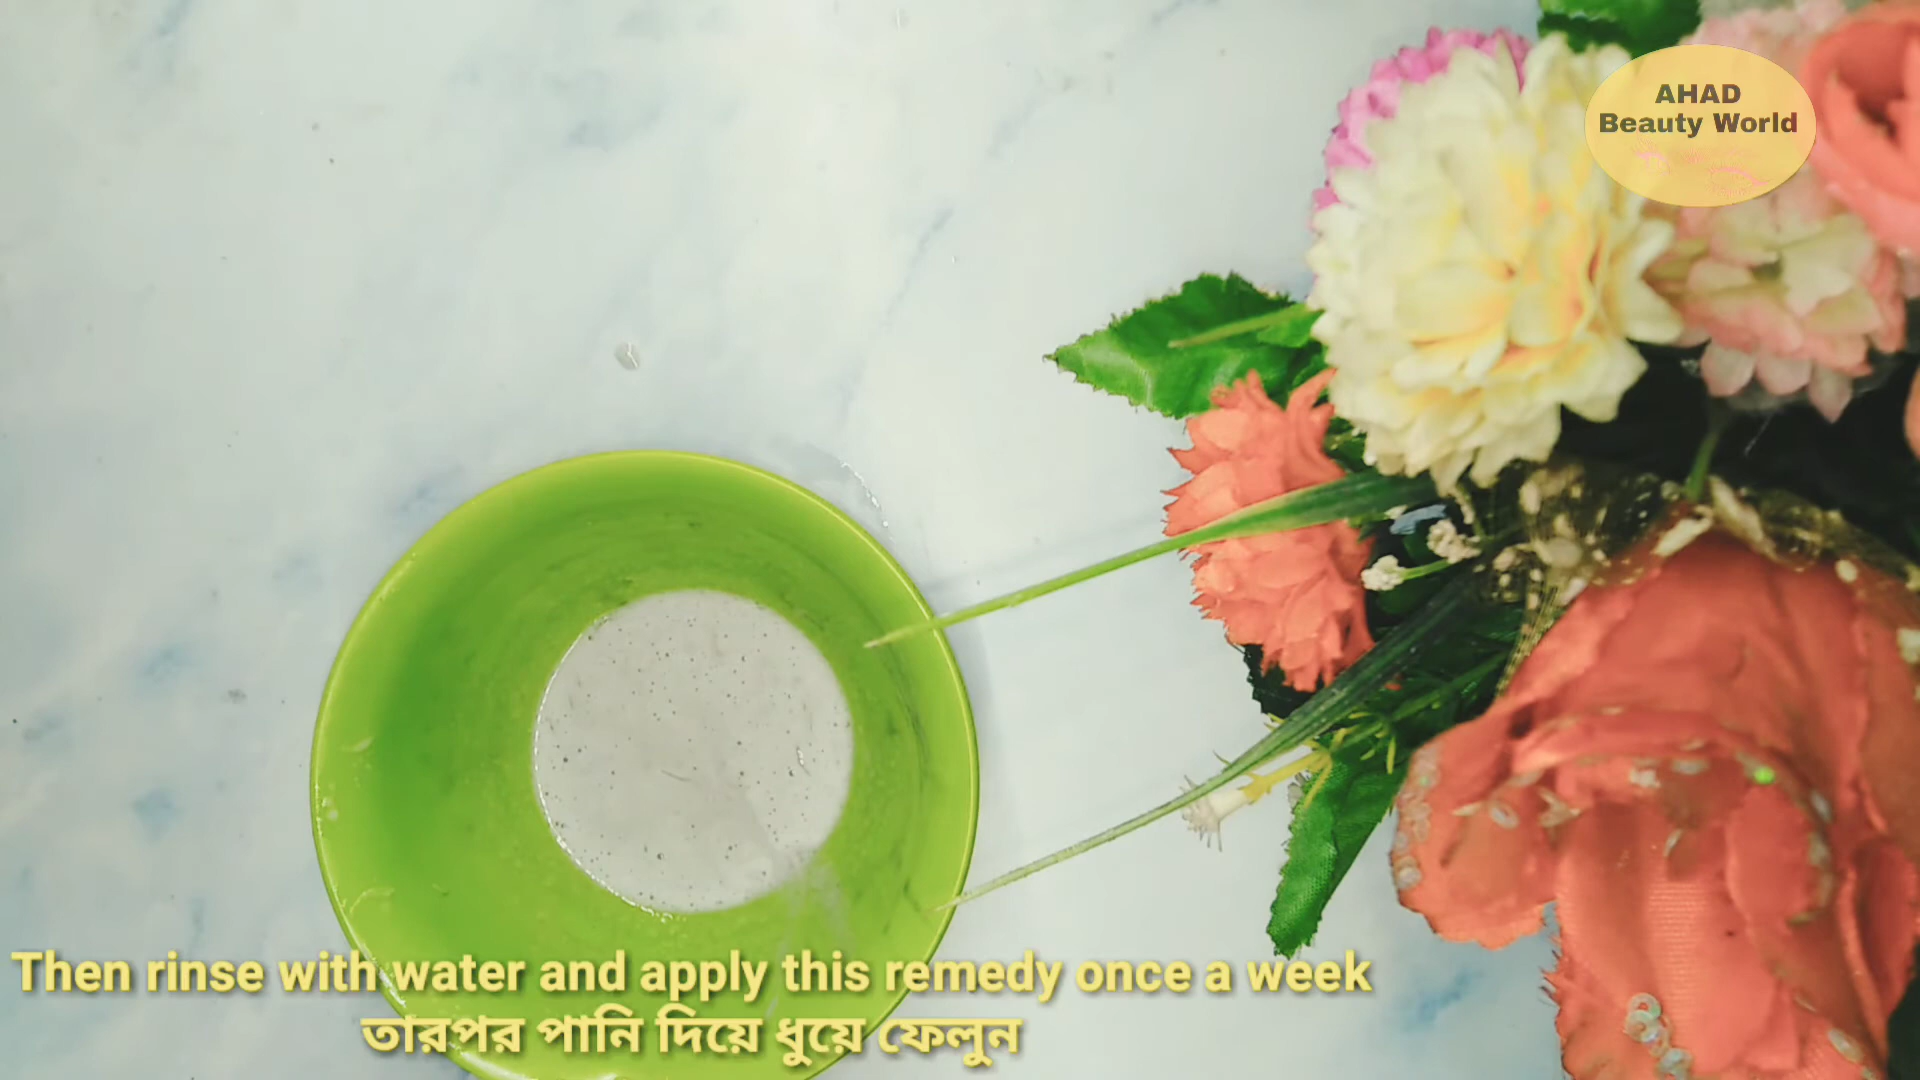 AHAD
Beauty World
Then rinse with water and apply this remedy once a week
তারপর পানি দিয়ে ধুয়ে ফেলুন